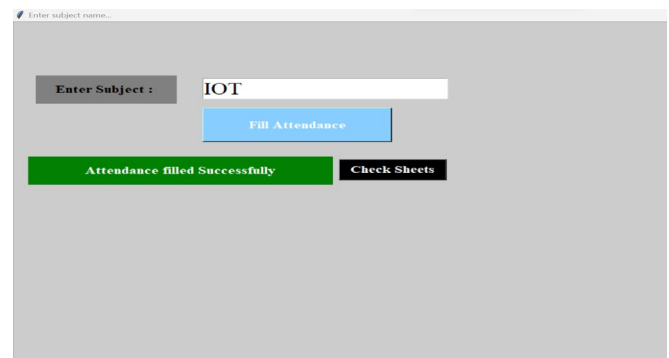 Enter subject name...
Enter Subject : IOT
Fill Attendance
Attendance filled Successfully Check Sheets